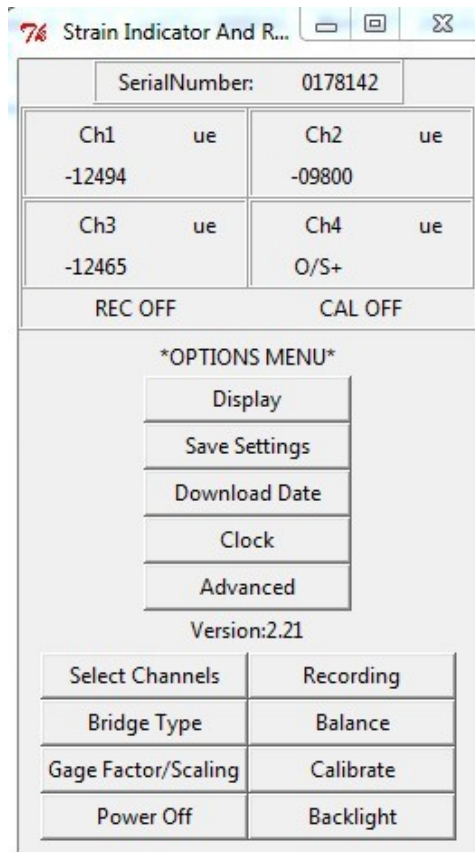 Strain Indicator And R...
SerialNumber: 0178142
Ch1 ue Ch2 ue
-12494 -09800
Ch3 ue Ch4 ue
-12465 O/S+
REC OFF CAL OFF
*OPTIONS MENU*
Display
Save Settings
Download Date
Clock
Advanced
Version:2.21
Select Channels Recording
Bridge Type Balance
Gage Factor/Scaling Calibrate
Power Off Backlight